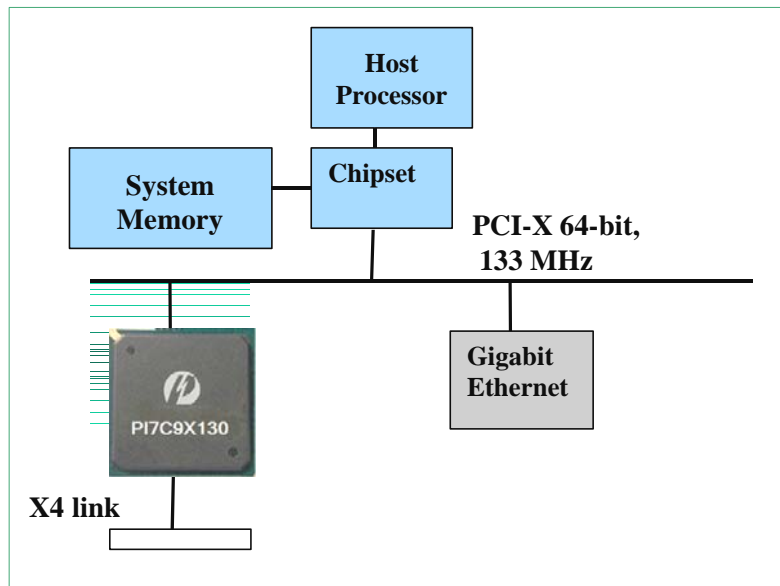 Host
Processor
System
Memory
Chipset
PCI-X 64-bit,
133 MHz
PI7C9X130
Gigabit
Ethernet
X4 link